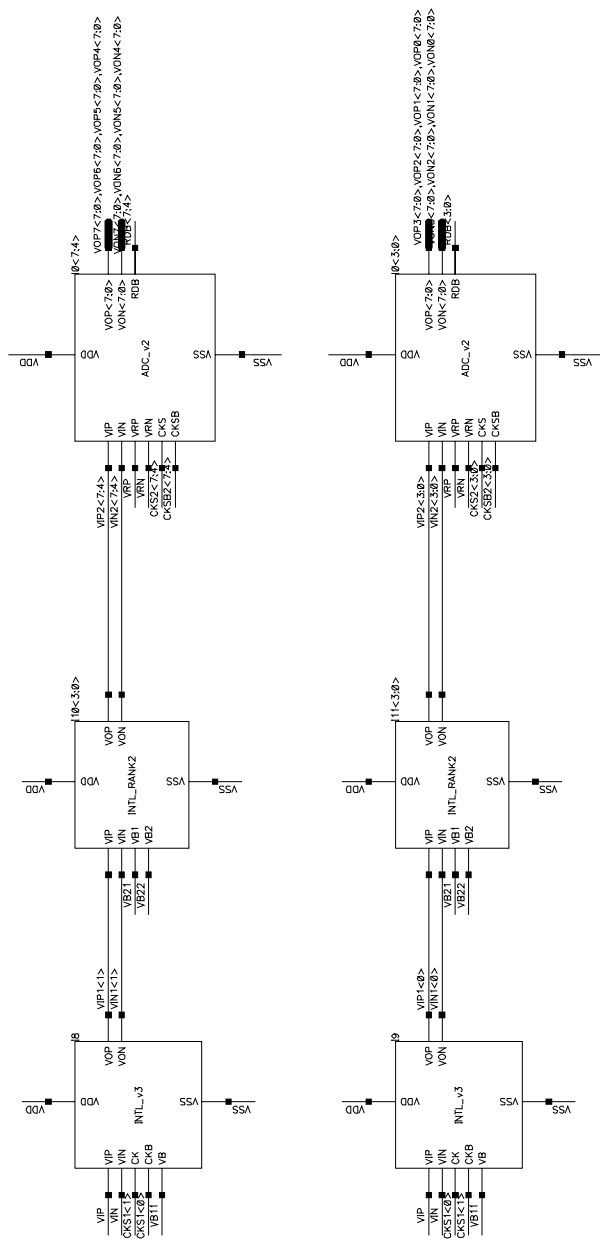 VOP7<7:0>,VOP6<7:0>,VOP5<7:0>,VOP4<7:0>
VON7<7:0>,VON6<7:0>,VON5<7:0>,VON4<7:0>
RDB<7:4>
I0<7:4>
VOP<7:0>
VON<7:0>
RDB
VDD
VDD
ADC_v2
VSS
VSS
VIP
VIN
VRP
VRN
CKS
CKSB
VIP2<7:4>
VIN2<7:4>
VRP
VRN
CKS2<7:4>
CKSB2<7:4>
I10<3:0>
VOP
VON
VDD
VDD
INTL_RANK2
VSS
VSS
VIP
VIN
VB1
VB2
VB21
VB22
VIP1<1>
VIN1<1>
I8
VOP
VON
VDD
VDD
INTL_v3
VSS
VSS
VIP
VIN
CK
CKB
VB
VIP
VIN
CKS1<1>
CKS1<0>
VB11
VOP3<7:0>,VOP2<7:0>,VOP1<7:0>,VOP0<7:0>
VON3<7:0>,VON2<7:0>,VON1<7:0>,VON0<7:0>
RDB<3:0>
I0<3:0>
VOP<7:0>
VON<7:0>
RDB
VDD
VDD
ADC_v2
VSS
VSS
VIP
VIN
VRP
VRN
CKS
CKSB
VIP2<3:0>
VIN2<3:0>
VRP
VRN
CKS2<3:0>
CKSB2<3:0>
I11<3:0>
VOP
VON
VDD
VDD
INTL_RANK2
VSS
VSS
VIP
VIN
VB1
VB2
VB21
VB22
VIP1<0>
VIN1<0>
I9
VOP
VON
VDD
VDD
INTL_v3
VSS
VSS
VIP
VIN
CK
CKB
VB
VIP
VIN
CKS1<0>
CKS1<1>
VB11